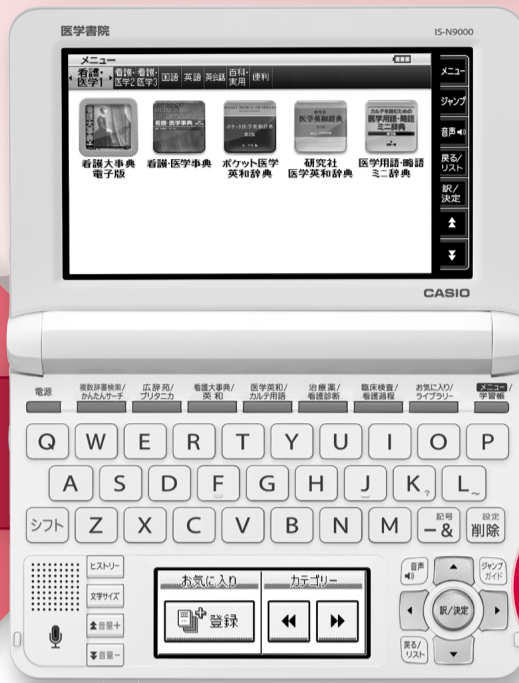 医学書院
IS-N9000
メニュー
看護・医学1 看護・医学2 看護・医学3 国語 英語 英会話 百科・実用 便利
看護大事典
電子版
看護・医学事典
ポケット医学
英和辞典
研究社
医学英和辞典
医学用語・略語
ミニ辞典
メニュー
ジャンプ
音声
戻る/
リスト
訳/
決定
CASIO
電源
複数辞書検索/
かんたんサーチ
広辞苑/
ブリタニカ
看護大事典/
英和
医学英和/
カルテ用語
治療薬/
看護診断
臨床検査/
看護過程
お気に入り/
ライブラリー
メニュー/
学習帳
Q W E R T Y U I O P
A S D F G H J K ? L ~
シフト Z X C V B N M 記号 -& 設定 削除
ヒストリー
文字サイズ
音量+
音量-
お気に入り
登録
カテゴリー
音声
ジャンプ
ガイド
訳/決定
戻る/
リスト